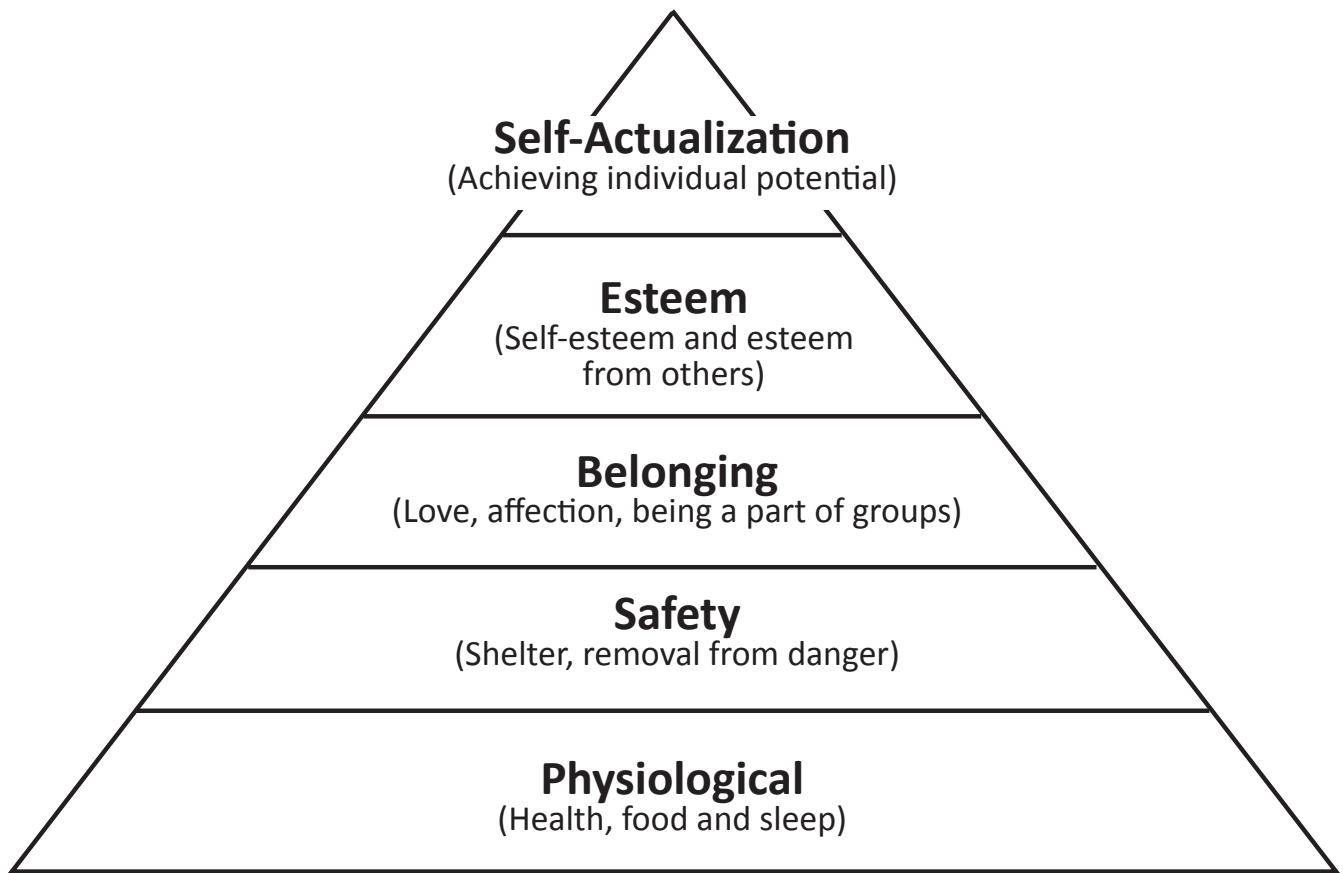 Self-Actualization
(Achieving individual potential)
Esteem
(Self-esteem and esteem
from others)
Belonging
(Love, affection, being a part of groups)
Safety
(Shelter, removal from danger)
Physiological
(Health, food and sleep)